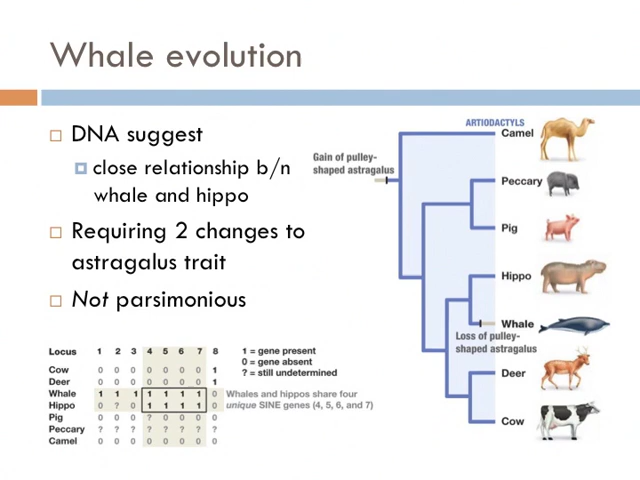 Whale evolution
DNA suggest
close relationship b/n
whale and hippo
Requiring 2 changes to
astragalus trait
Not parsimonious
ARTIODACTYLS
Camel
Gain of pulley-
shaped astragalus
Peccary
Pig
Hippo
Whale
Loss of pulley-
shaped astragalus
Deer
Cow
Locus 1 2 3 4 5 6 7 8
Cow 0 0 0 0 0 0 0 1
Deer 0 0 0 0 0 0 0 1
Whale 1 1 1 1 1 1 1 0
Hippo 0 ? 0 1 1 1 1 0
Pig 0 0 0 ? 0 0 0 0
Peccary ? ? ? ? ? ? ? ?
Camel 0 0 0 0 0 0 0 0
1 = gene present
0 = gene absent
? = still undetermined
Whales and hippos share four
unique SINE genes (4, 5, 6, and 7)